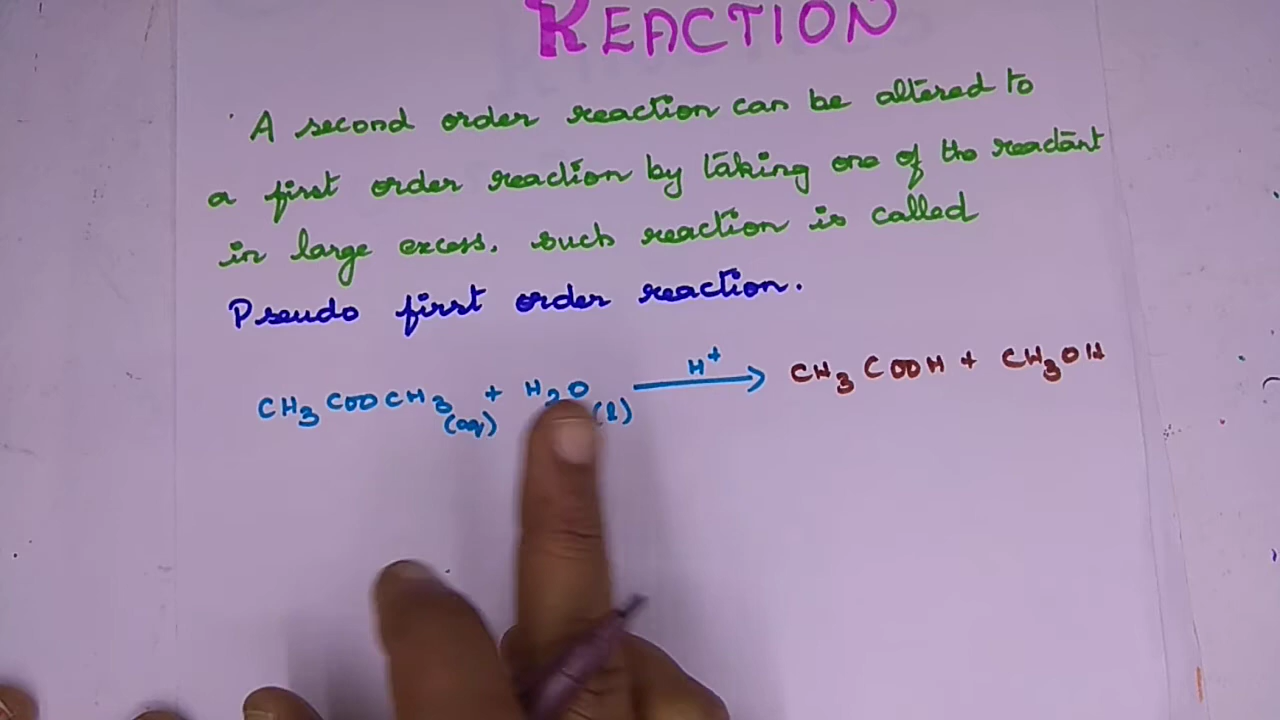 REACTION
A second order reaction can be altered to
a first order reaction by taking one of the reactant
in large excess. such reaction is called
Pseudo first order reaction.
CH3COOCH3(aq) + H2O(l) H+→ CH3COOH + CH3OH